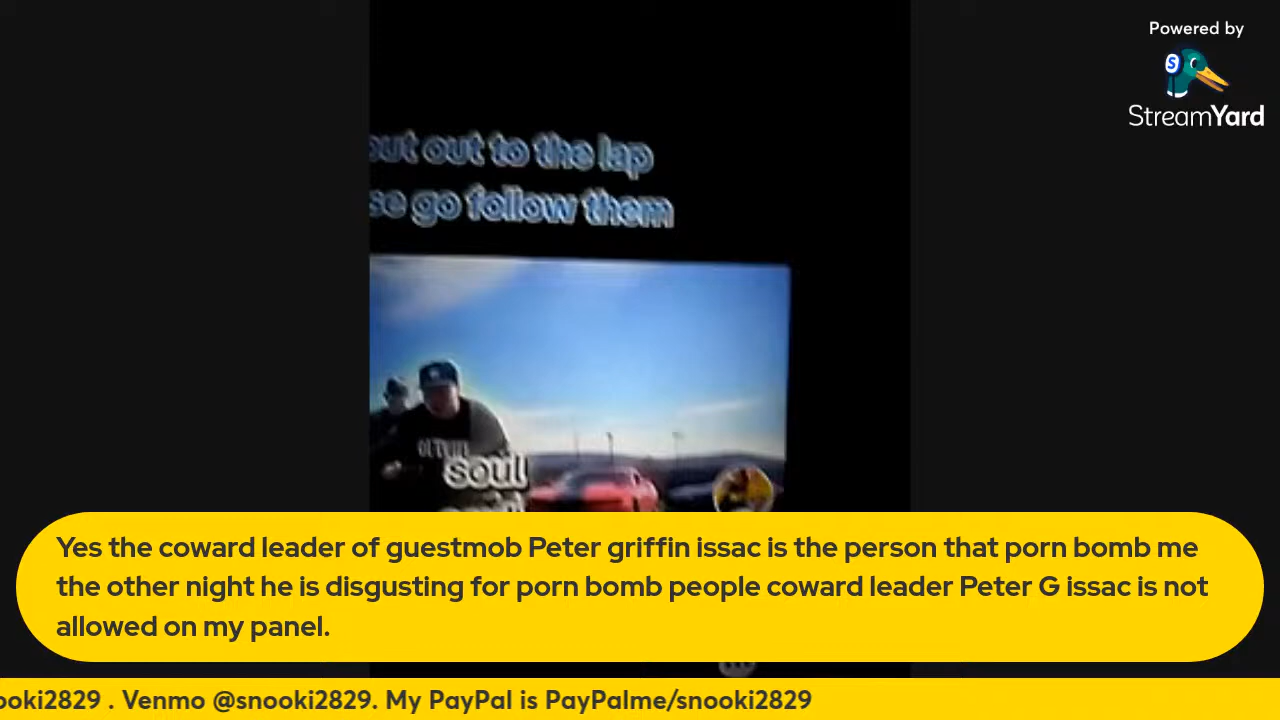 Powered by
S
StreamYard
out out to the lap
se go follow them
soul
Yes the coward leader of guestmob Peter griffin issac is the person that porn bomb me
the other night he is disgusting for porn bomb people coward leader Peter G issac is not
allowed on my panel.
ooki2829 . Venmo @snooki2829. My PayPal is PayPalme/snooki2829